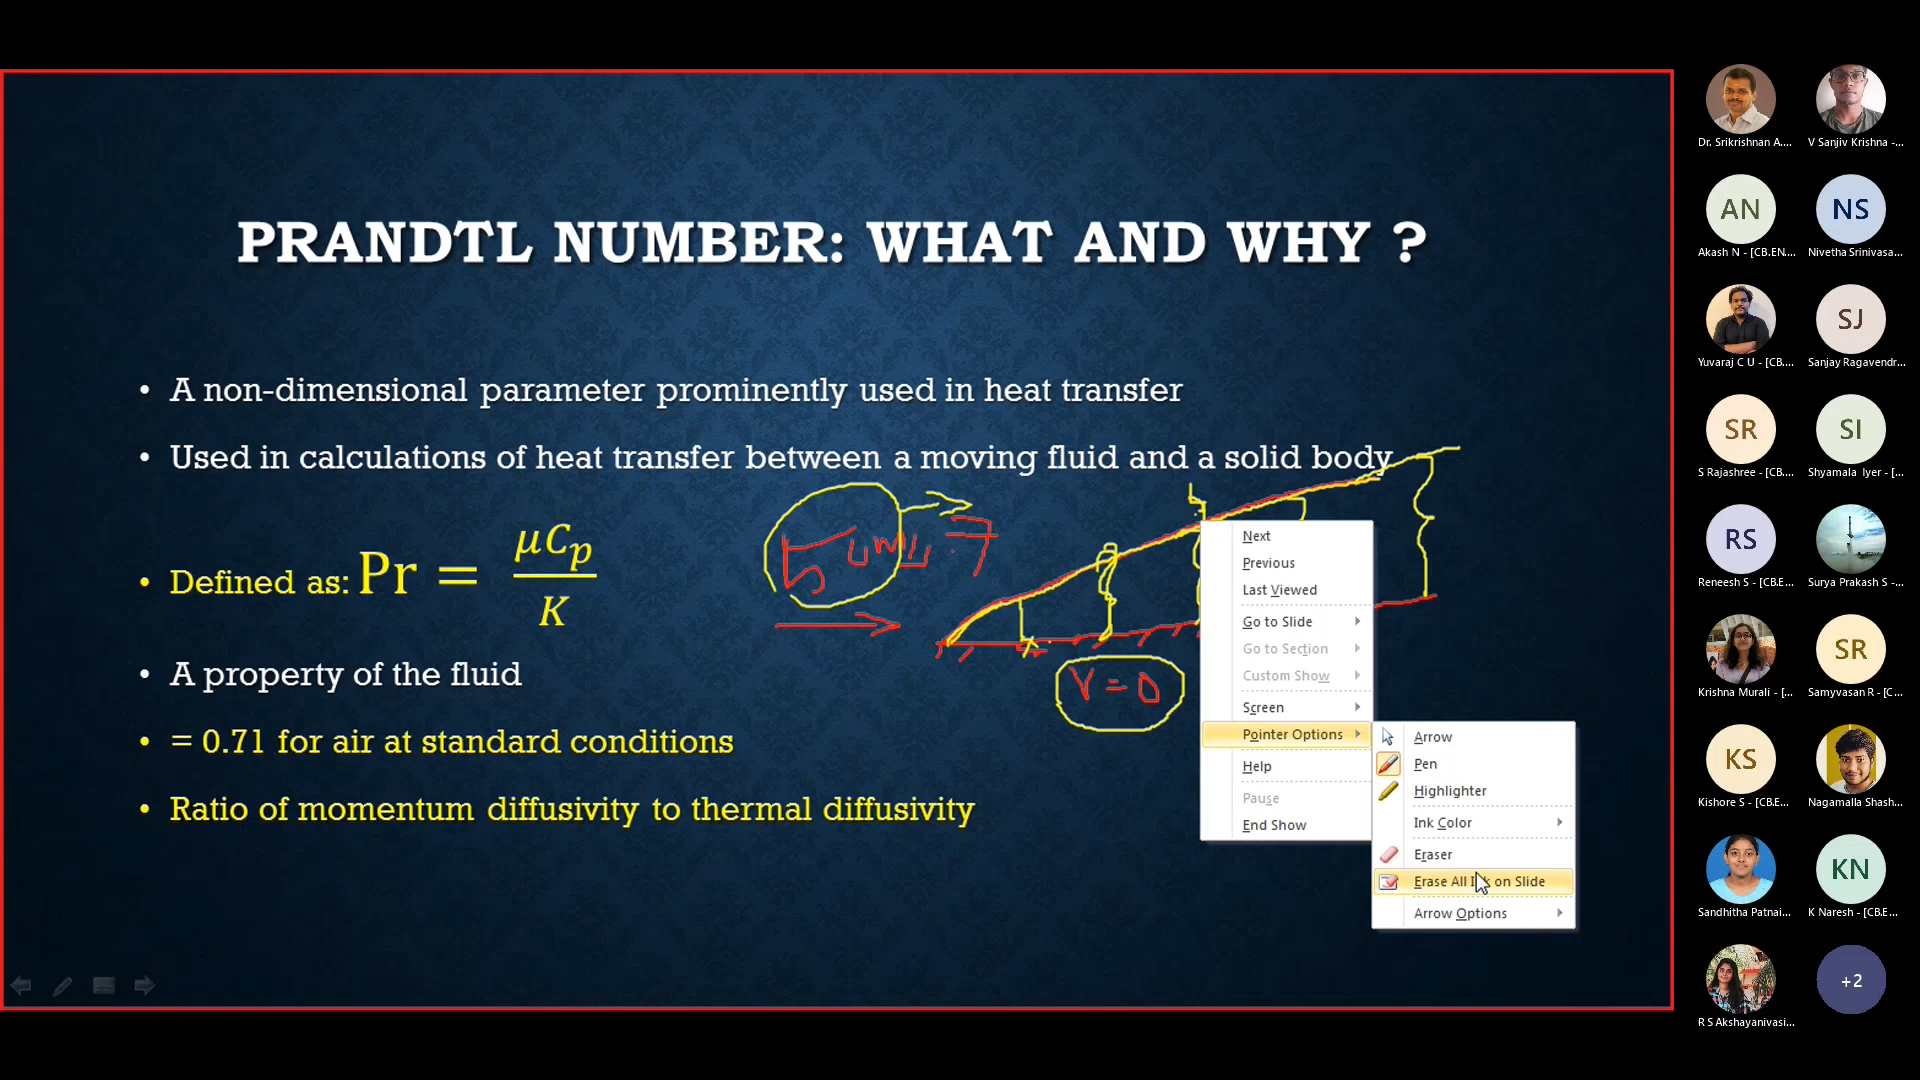 PRANDTL NUMBER: WHAT AND WHY ?
• A non-dimensional parameter prominently used in heat transfer
• Used in calculations of heat transfer between a moving fluid and a solid body
• Defined as: Pr = μCp / K
• A property of the fluid
• = 0.71 for air at standard conditions
• Ratio of momentum diffusivity to thermal diffusivity
V = 0
Next
Previous
Last Viewed
Go to Slide
Go to Section
Custom Show
Screen
Pointer Options
Help
Pause
End Show
Arrow
Pen
Highlighter
Ink Color
Eraser
Erase All Ink on Slide
Arrow Options
Dr. Srikrishnan A....
V Sanjiv Krishna -...
AN
NS
Akash N - [CB.EN....
Nivetha Srinivasa...
SJ
Yuvaraj C U - [CB....
Sanjay Ragavendr...
SR
SI
S Rajashree - [CB....
Shyamala Iyer - [...
RS
Reneesh S - [CB.E...
Surya Prakash S -...
SR
Krishna Murali - [...
Samyvasan R - [C...
KS
Kishore S - [CB.E...
Nagamalla Shash...
KN
Sandhitha Patnai...
K Naresh - [CB.E...
+2
R S Akshayanivasi...